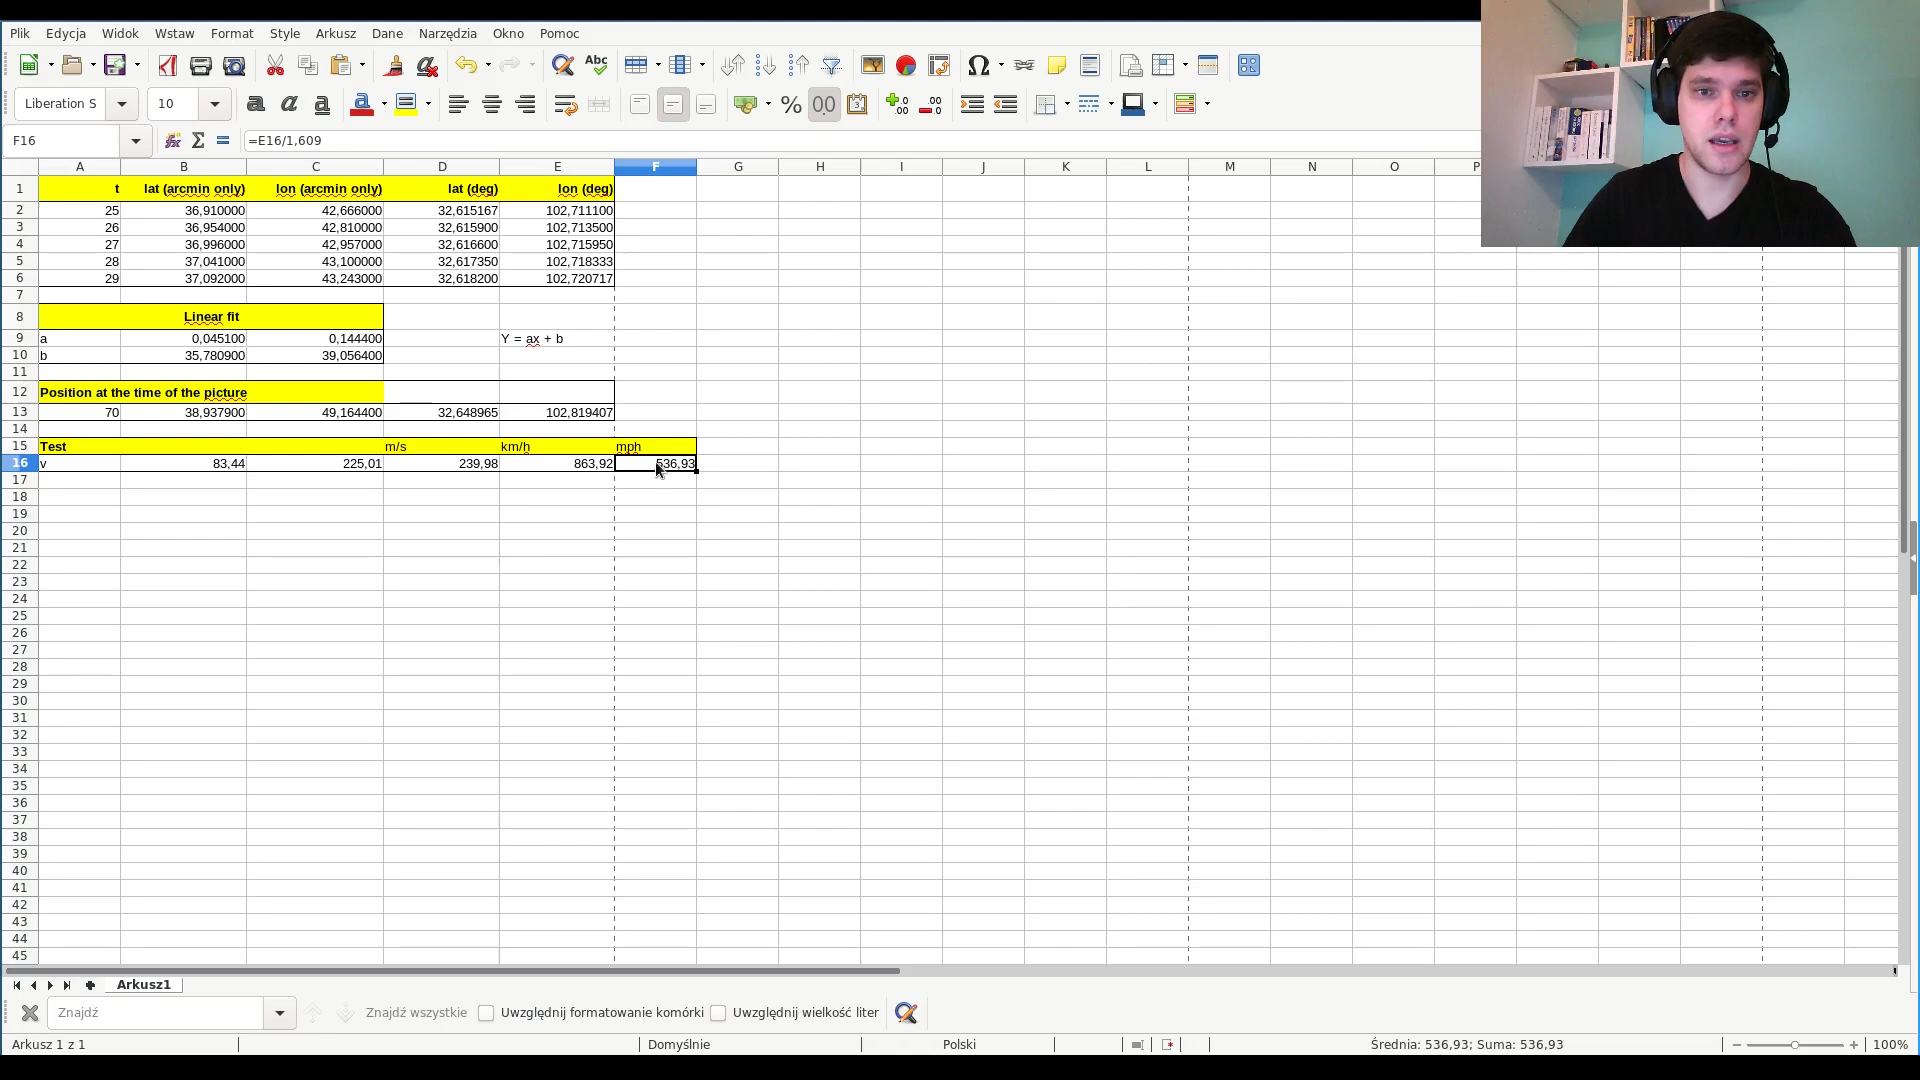 Plik Edycja Widok Wstaw Format Style Arkusz Dane Narzędzia Okno Pomoc
Abc
Liberation S 10
F16 =E16/1,609
A B C D E F G H I J K L M N O P
1 t lat (arcmin only) lon (arcmin only) lat (deg) lon (deg)
2 25 36,910000 42,666000 32,615167 102,711100
3 26 36,954000 42,810000 32,615900 102,713500
4 27 36,996000 42,957000 32,616600 102,715950
5 28 37,041000 43,100000 32,617350 102,718333
6 29 37,092000 43,243000 32,618200 102,720717
7
8 Linear fit
9 a 0,045100 0,144400 Y = ax + b
10 b 35,780900 39,056400
11
12 Position at the time of the picture
13 70 38,937900 49,164400 32,648965 102,819407
14
15 Test m/s km/h mph
16 v 83,44 225,01 239,98 863,92 536,93
17
18
19
20
21
22
23
24
25
26
27
28
29
30
31
32
33
34
35
36
37
38
39
40
41
42
43
44
45
Arkusz1
Znajdź Znajdź wszystkie Uwzględnij formatowanie komórki Uwzględnij wielkość liter
Arkusz 1 z 1 Domyślnie Polski Średnia: 536,93; Suma: 536,93 100%